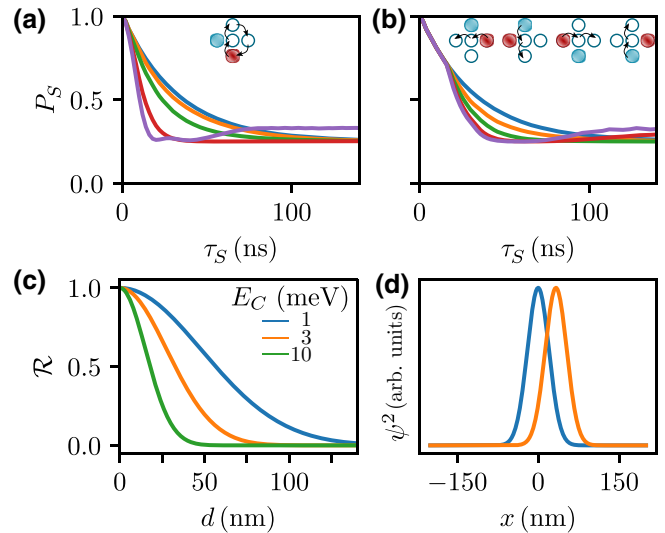 (a)
1.0
0.5
0.0
P_S
0
100
τ_S (ns)
(b)
0
100
τ_S (ns)
(c)
1.0
0.5
0.0
ℛ
E_C (meV)
1
3
10
0
50
100
d (nm)
(d)
ψ² (arb. units)
−150
0
150
x (nm)